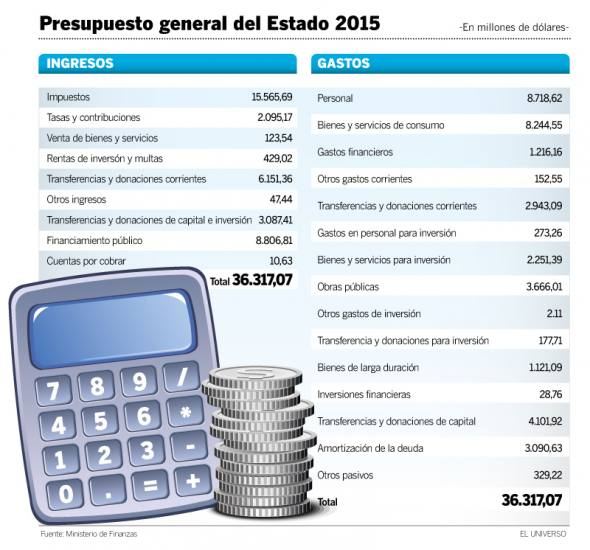 Presupuesto general del Estado 2015
-En millones de dólares-
INGRESOS
Impuestos 15.565,69
Tasas y contribuciones 2.095,17
Venta de bienes y servicios 123,54
Rentas de inversón y multas 429,02
Transferencias y donaciones corrientes 6.151,36
Otros ingresos 47,44
Transferencias y donaciones de capital e inversión 3.087,41
Financiamiento público 8.806,81
Cuentas por cobrar 10,63
Total 36.317,07
GASTOS
Personal 8.718,62
Bienes y servicios de consumo 8.244,55
Gastos financieros 1.216,16
Otros gastos corrientes 152,55
Transferencias y donaciones corrientes 2.943,09
Gastos en personal para inversión 273,26
Bienes y servicios para inversión 2.251,39
Obras públicas 3.666,01
Otros gastos de inversión 2.11
Transferencia y donaciones para inversión 177,71
Bienes de larga duración 1.121,09
Inversiones financieras 28,76
Transferencias y donaciones de capital 4.101,92
Amortización de la deuda 3.090,63
Otros pasivos 329,22
Total 36.317,07
7 8 9 /
4 5 6 *
1 2 3 -
0 . = +
Fuente: Ministerio de Finanzas
EL UNIVERSO